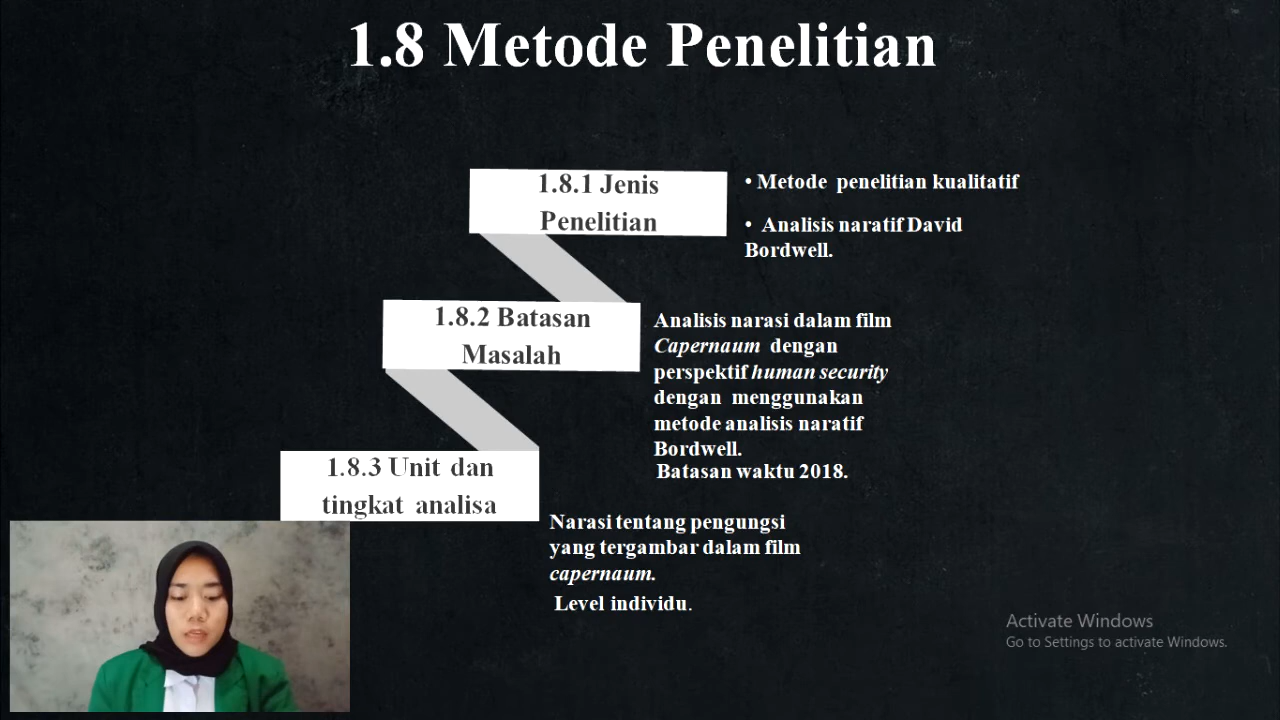 1.8 Metode Penelitian
1.8.1 Jenis
Penelitian
• Metode penelitian kualitatif
• Analisis naratif David
Bordwell.
1.8.2 Batasan
Masalah
Analisis narasi dalam film
Capernaum dengan
perspektif human security
dengan menggunakan
metode analisis naratif
Bordwell.
Batasan waktu 2018.
1.8.3 Unit dan
tingkat analisa
Narasi tentang pengungsi
yang tergambar dalam film
capernaum.
Level individu.
Activate Windows
Go to Settings to activate Windows.